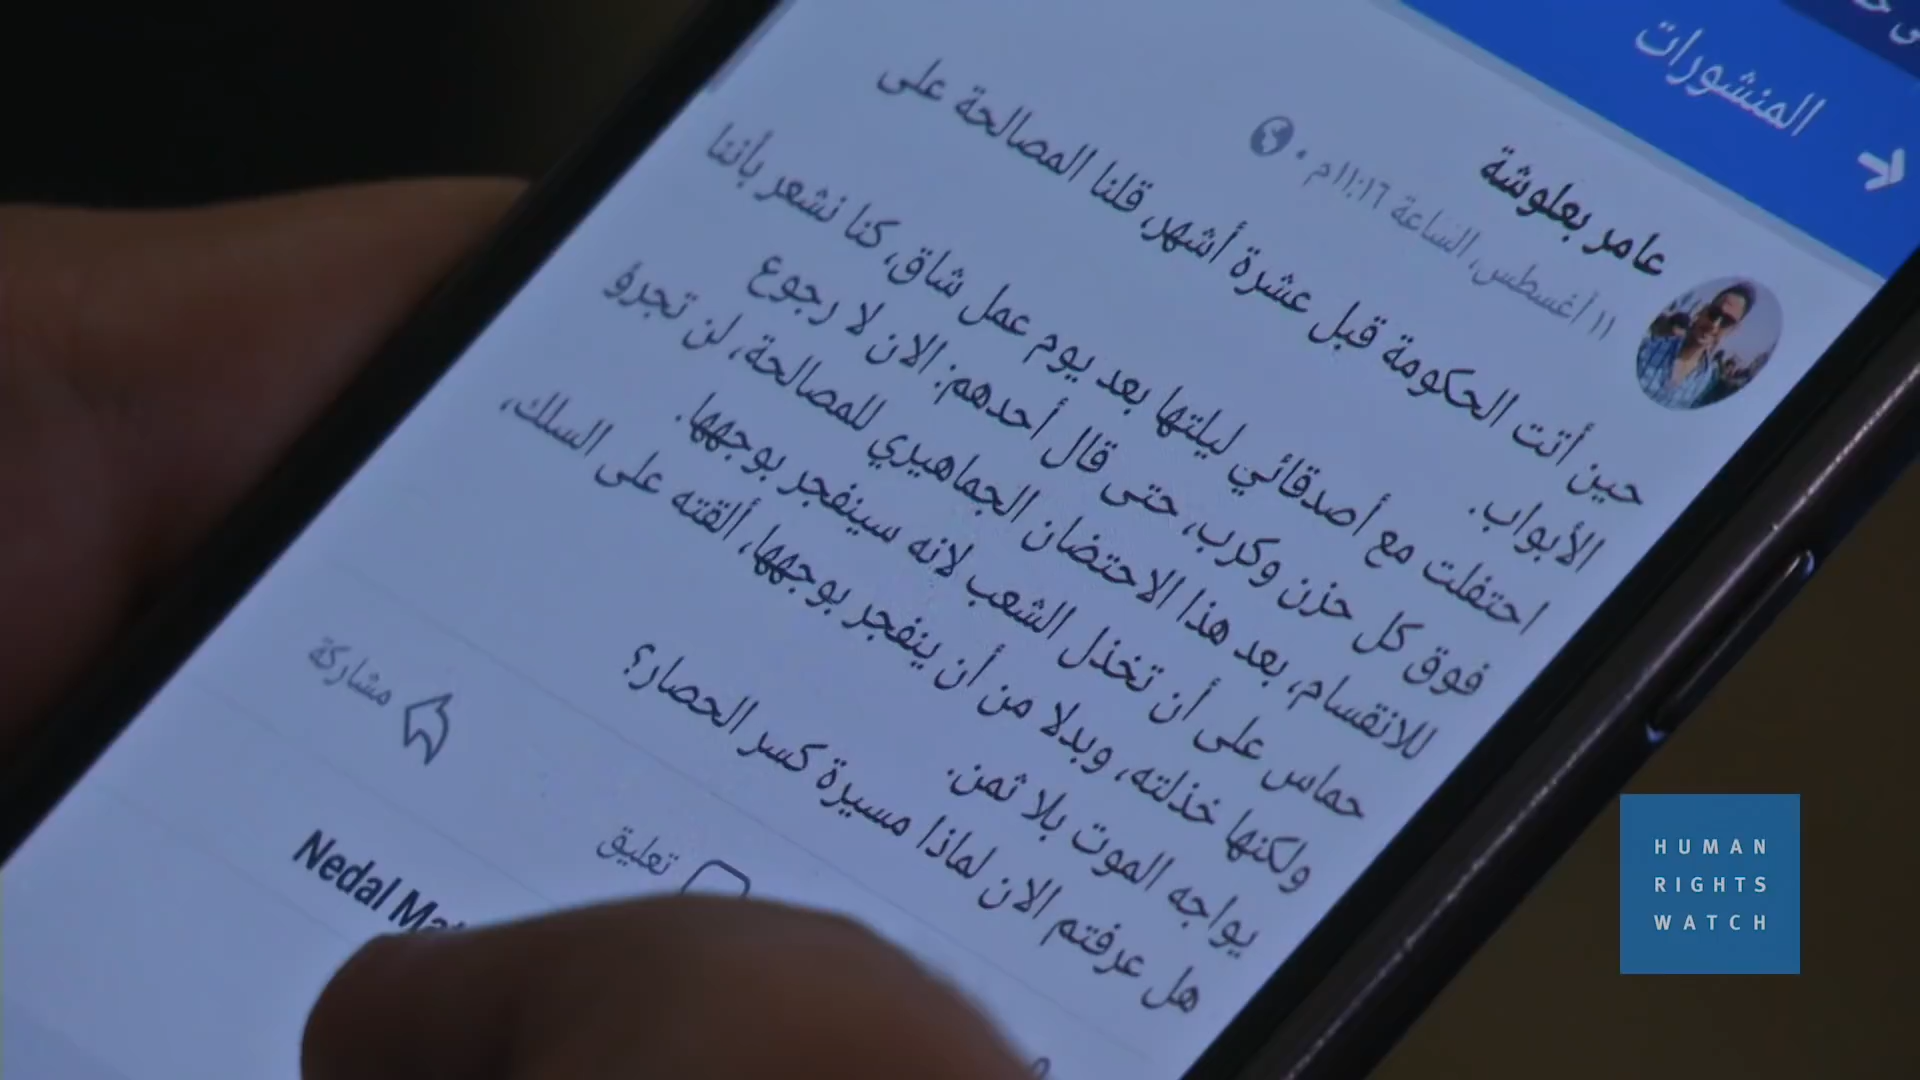 المنشورات
عامر بعلوشة
١١ أغسطس، الساعة ١١:١٦م •
حين أتت الحكومة قبل عشرة أشهر، قلنا المصالحة على
الأبواب.
احتفلت مع أصدقائي ليلتها بعد يوم عمل شاق، كنا نشعر بأننا
فوق كل حزن وكرب، حتى قال أحدهم: الان لا رجوع
للانقسام، بعد هذا الاحتضان الجماهيري للمصالحة، لن تجرؤ
حماس على أن تخذل الشعب لانه سينفجر بوجهها.
ولكنها خذلته، وبدلا من أن ينفجر بوجهها، ألقته على السلك،
يواجه الموت بلا ثمن.
هل عرفتم الان لماذا مسيرة كسر الحصار؟
تعليق
مشاركة
Nedal
HUMAN
RIGHTS
WATCH